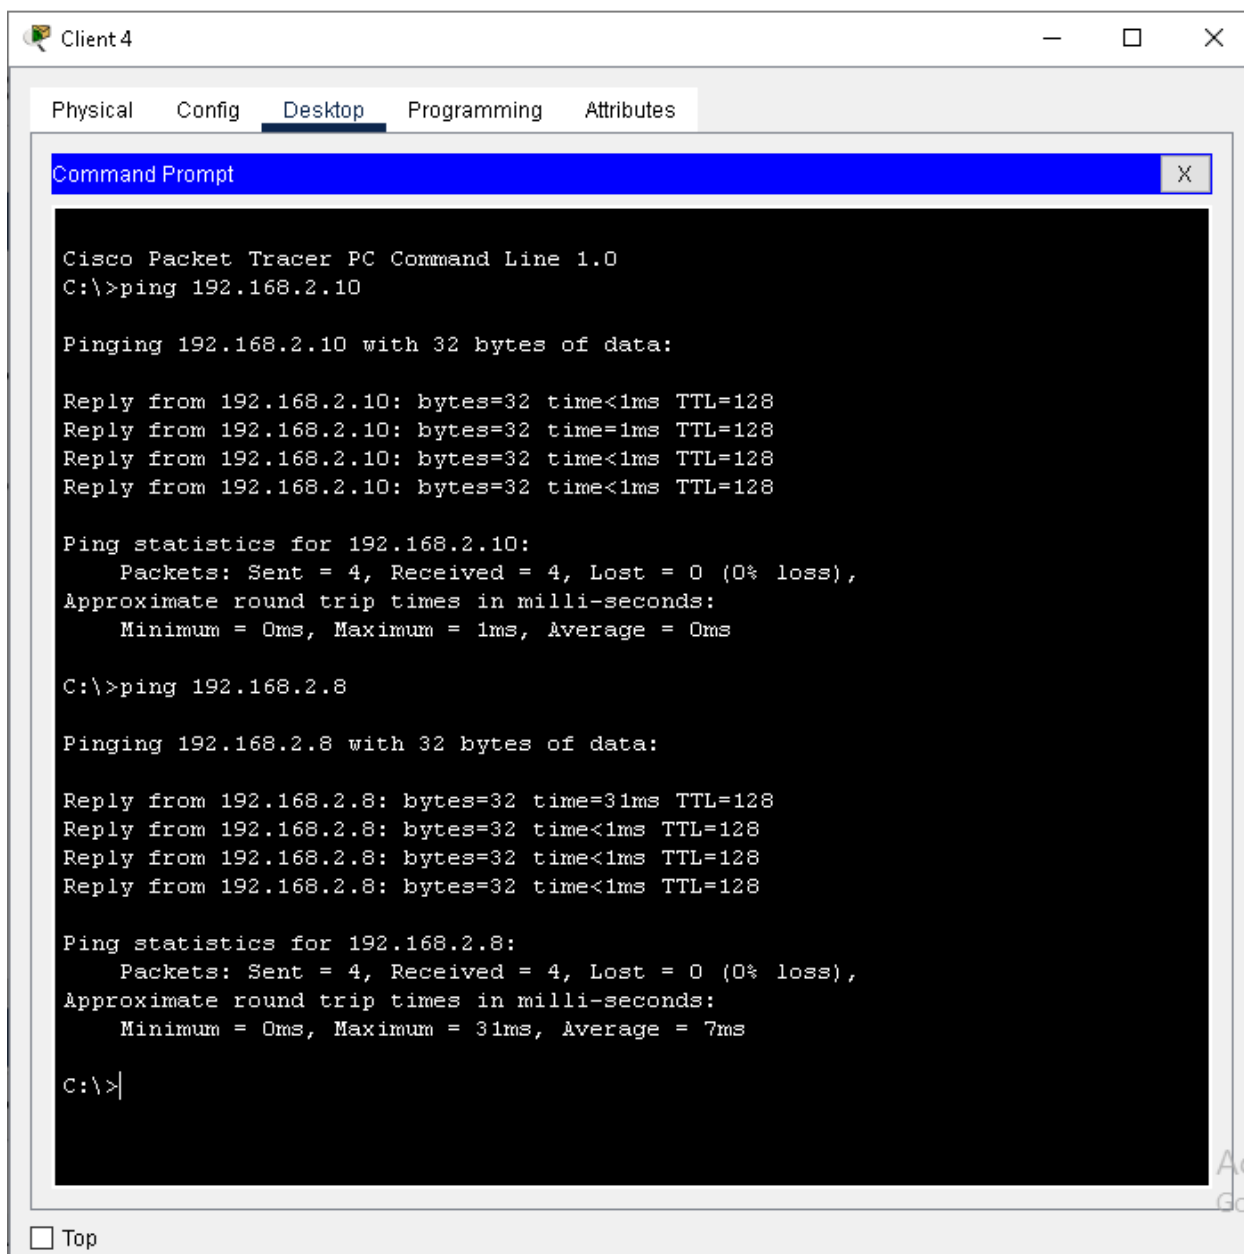 Client 4
Physical Config Desktop Programming Attributes
Command Prompt X
Cisco Packet Tracer PC Command Line 1.0
C:\>ping 192.168.2.10
Pinging 192.168.2.10 with 32 bytes of data:
Reply from 192.168.2.10: bytes=32 time<1ms TTL=128
Reply from 192.168.2.10: bytes=32 time=1ms TTL=128
Reply from 192.168.2.10: bytes=32 time<1ms TTL=128
Reply from 192.168.2.10: bytes=32 time<1ms TTL=128
Ping statistics for 192.168.2.10:
Packets: Sent = 4, Received = 4, Lost = 0 (0% loss),
Approximate round trip times in milli-seconds:
Minimum = 0ms, Maximum = 1ms, Average = 0ms
C:\>ping 192.168.2.8
Pinging 192.168.2.8 with 32 bytes of data:
Reply from 192.168.2.8: bytes=32 time=31ms TTL=128
Reply from 192.168.2.8: bytes=32 time<1ms TTL=128
Reply from 192.168.2.8: bytes=32 time<1ms TTL=128
Reply from 192.168.2.8: bytes=32 time<1ms TTL=128
Ping statistics for 192.168.2.8:
Packets: Sent = 4, Received = 4, Lost = 0 (0% loss),
Approximate round trip times in milli-seconds:
Minimum = 0ms, Maximum = 31ms, Average = 7ms
C:\>
Top